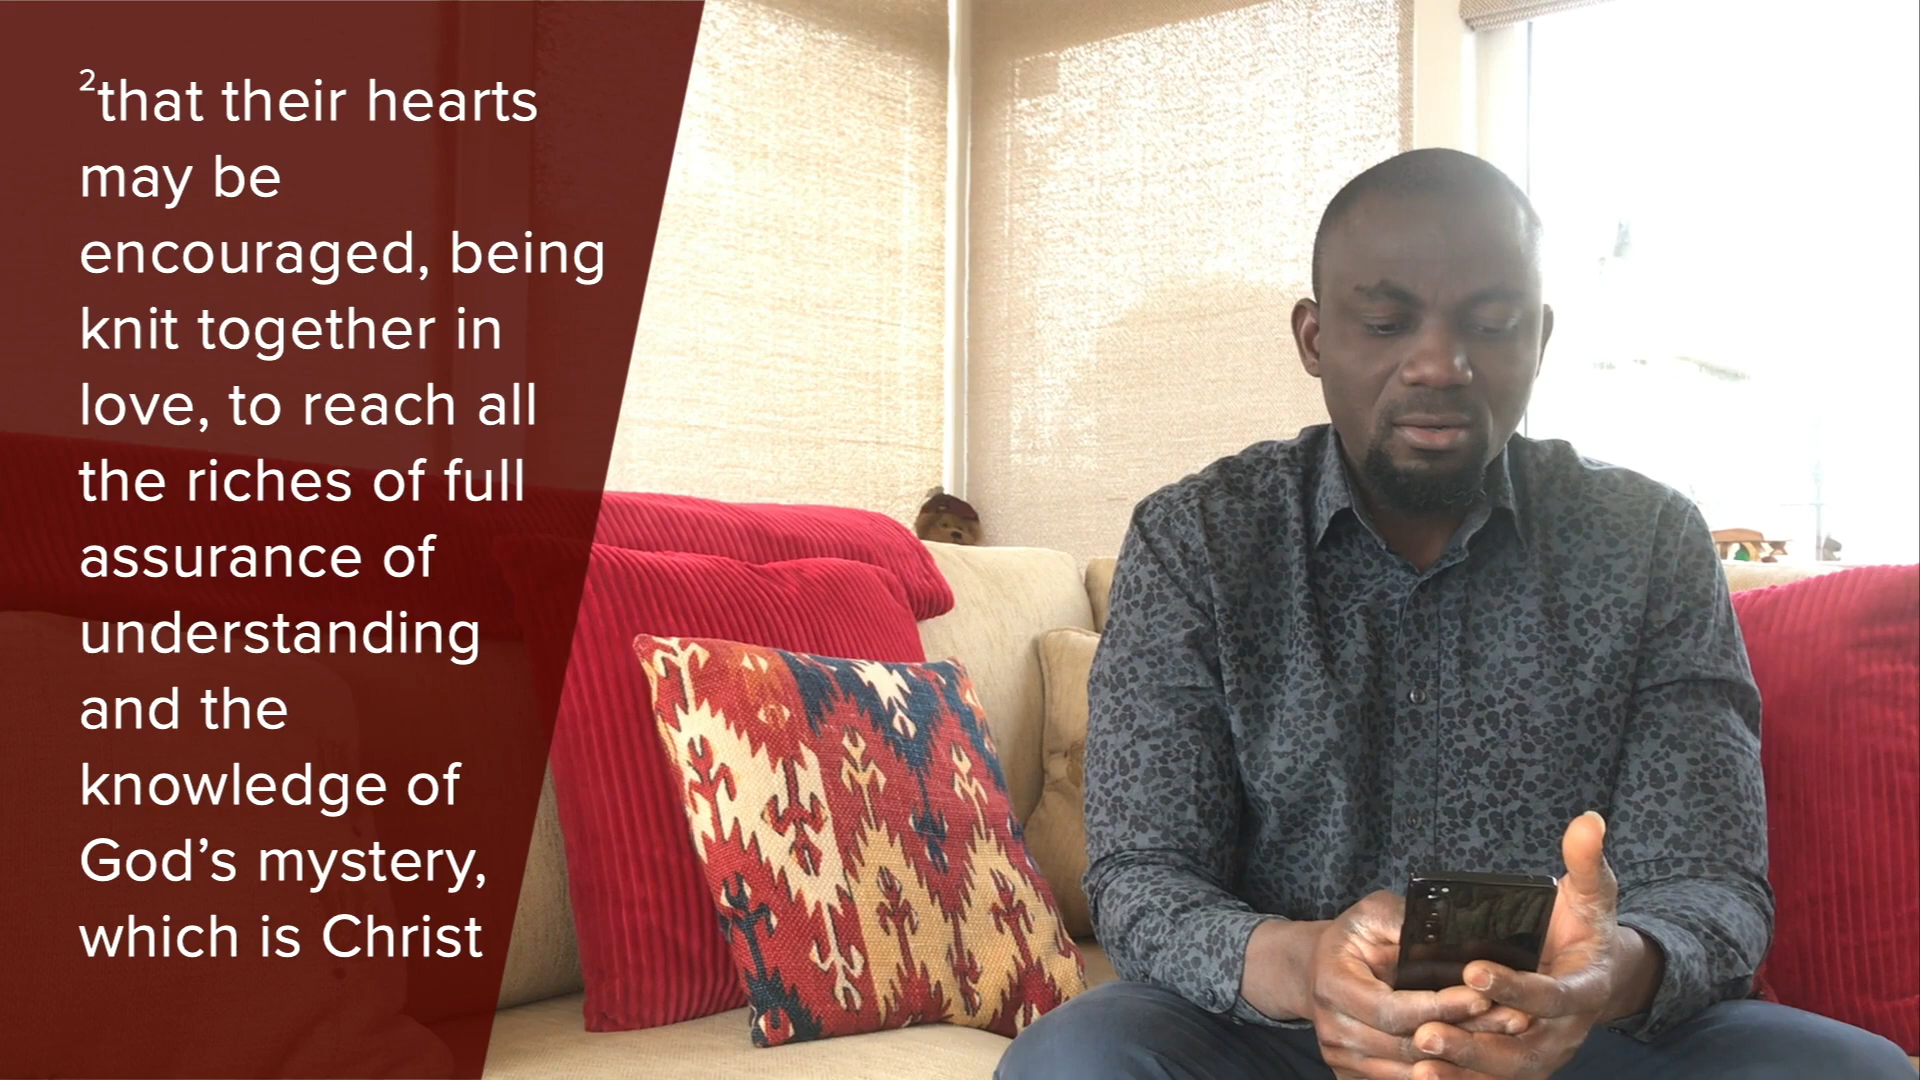 ²that their hearts
may be
encouraged, being
knit together in
love, to reach all
the riches of full
assurance of
understanding
and the
knowledge of
God’s mystery,
which is Christ